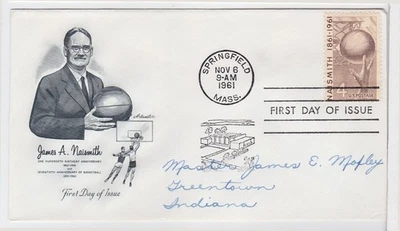 SPRINGFIELD
NOV 6
9-AM
1961
MASS.
NAISMITH 1861·1961
4¢
U.S. POSTAGE
FIRST DAY OF ISSUE
James A. Naismith
ONE HUNDREDTH BIRTHDAY ANNIVERSARY
1861-1961
SEVENTIETH ANNIVERSARY OF BASKETBALL
1891-1961
First Day of Issue
Master James E.
Greentown
Indiana